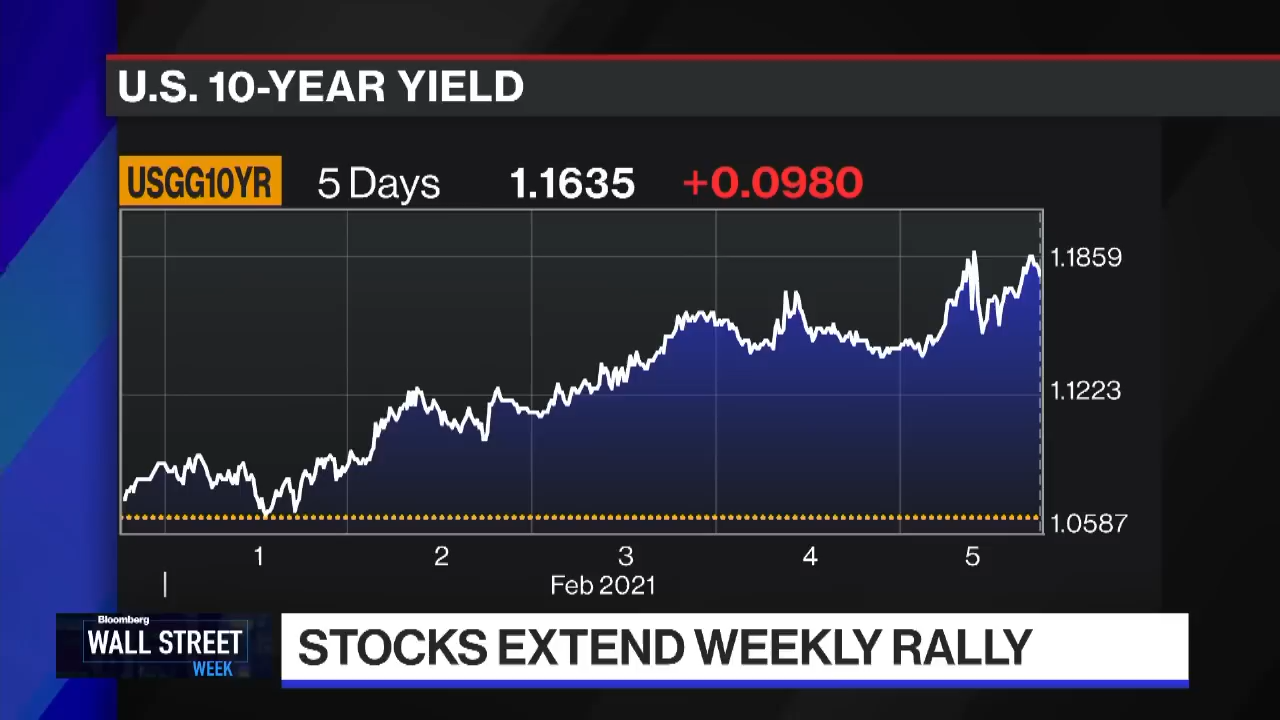 U.S. 10-YEAR YIELD
USGG10YR 5 Days 1.1635 +0.0980
1.1859
1.1223
1.0587
1 2 3 4 5
Feb 2021
Bloomberg
WALL STREET
WEEK
STOCKS EXTEND WEEKLY RALLY